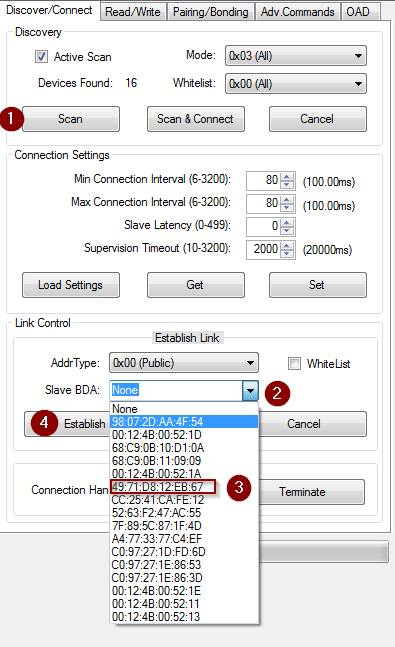 Discover/Connect Read/Write Pairing/Bonding Adv.Commands OAD
Discovery
Active Scan Mode: 0x03 (All)
Devices Found: 16 Whitelist: 0x00 (All)
1 Scan Scan & Connect Cancel
Connection Settings
Min Connection Interval (6-3200): 80 (100.00ms)
Max Connection Interval (6-3200): 80 (100.00ms)
Slave Latency (0-499): 0
Supervision Timeout (10-3200): 2000 (20000ms)
Load Settings Get Set
Link Control
Establish Link
AddrType: 0x00 (Public) WhiteList
Slave BDA: None 2
None
98:07:2D:AA:4F:54
4 Establish 00:12:4B:00:52:1D Cancel
68:C9:0B:10:D1:0A
68:C9:0B:11:09:09
00:12:4B:00:52:1A
49:71:D8:12:EB:67 3
Connection Han CC:25:41:CA:FE:12 Terminate
52:63:F2:47:AC:55
7F:89:5C:87:1F:4D
A4:77:33:77:C4:EF
C0:97:27:1D:FD:6D
C0:97:27:1E:86:53
C0:97:27:1E:86:3D
00:12:4B:00:52:1E
00:12:4B:00:52:11
00:12:4B:00:52:13